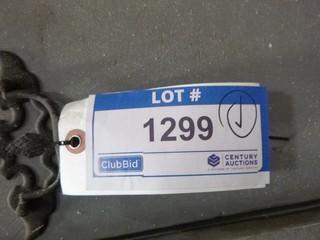 LOT #
1299
ClubBid
CENTURY
AUCTIONS